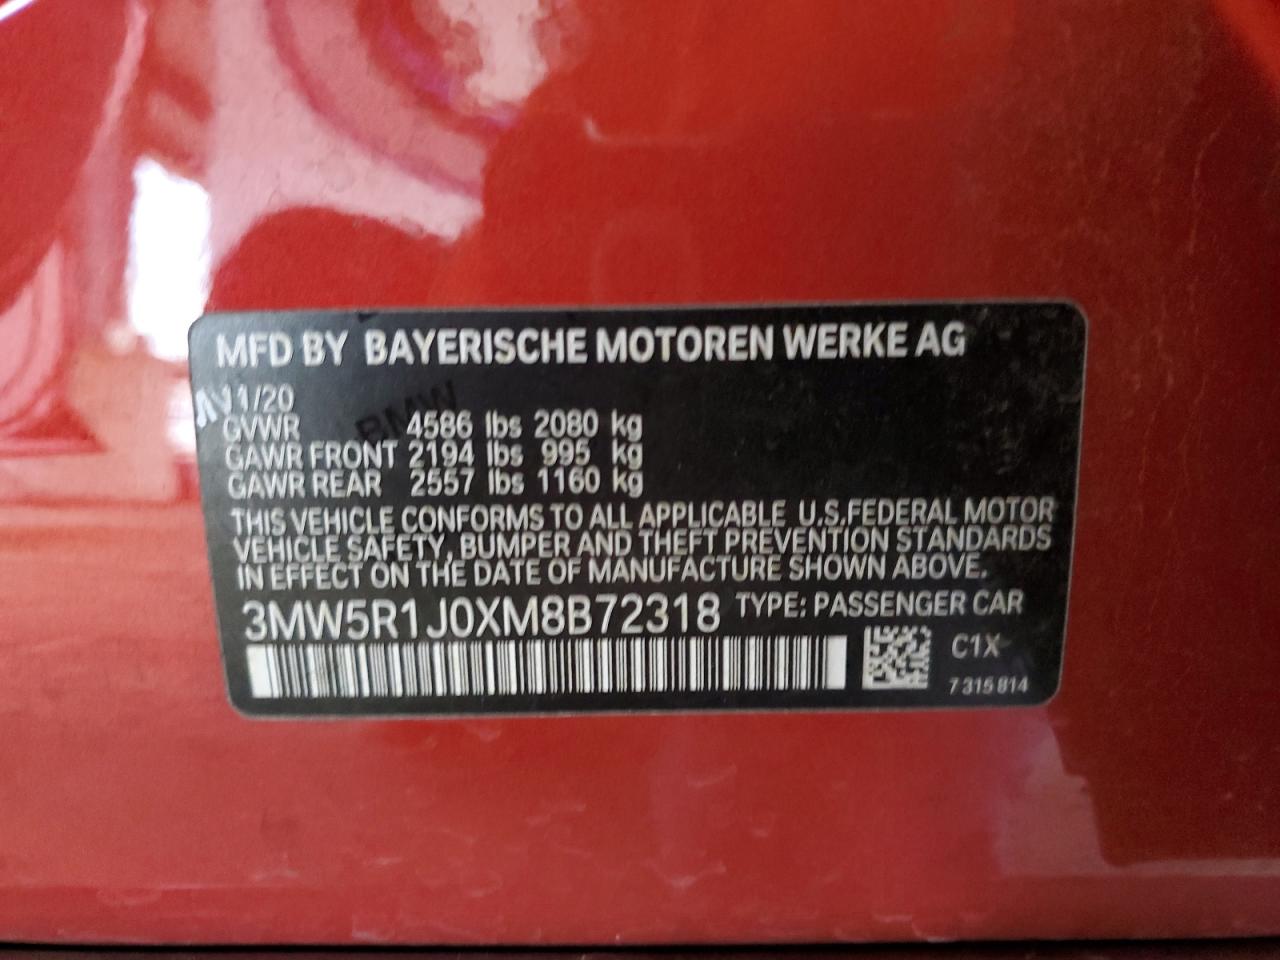 MFD BY BAYERISCHE MOTOREN WERKE AG
11/20
BMW
GVWR 4586 lbs 2080 kg
GAWR FRONT 2194 lbs 995 kg
GAWR REAR 2557 lbs 1160 kg
THIS VEHICLE CONFORMS TO ALL APPLICABLE U.S.FEDERAL MOTOR
VEHICLE SAFETY, BUMPER AND THEFT PREVENTION STANDARDS
IN EFFECT ON THE DATE OF MANUFACTURE SHOWN ABOVE.
3MW5R1J0XM8B72318 TYPE: PASSENGER CAR
C1X-
7 315 814